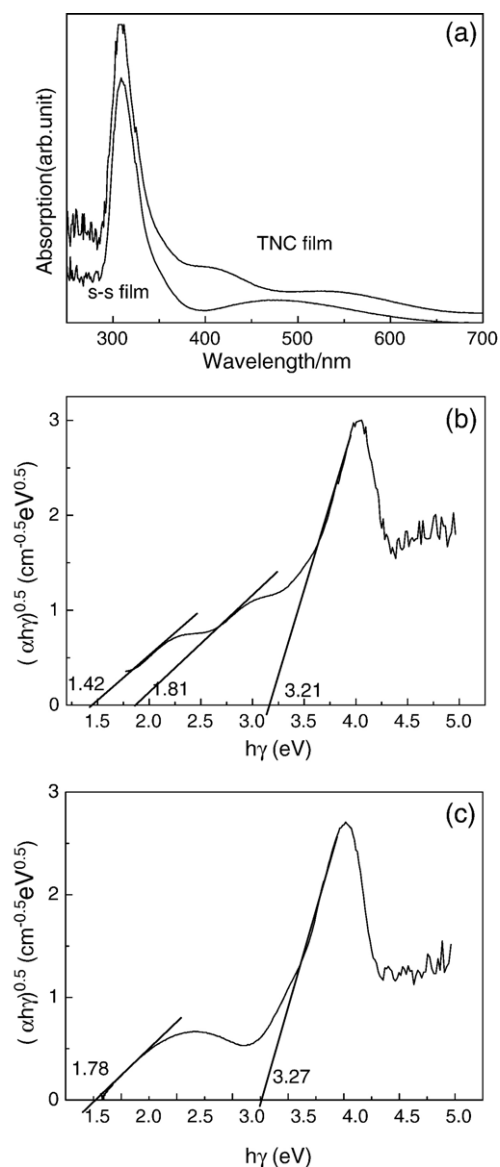 (a)
Absorption(arb.unit)
TNC film
s-s film
300 400 500 600 700
Wavelength/nm
(b)
(αhγ)^0.5 (cm^-0.5eV^0.5)
3
2
1
0
1.42
1.81
3.21
1.5 2.0 2.5 3.0 3.5 4.0 4.5 5.0
hγ (eV)
(c)
(αhγ)^0.5 (cm^-0.5eV^0.5)
3
2
1
0
1.78
3.27
1.5 2.0 2.5 3.0 3.5 4.0 4.5 5.0
hγ (eV)